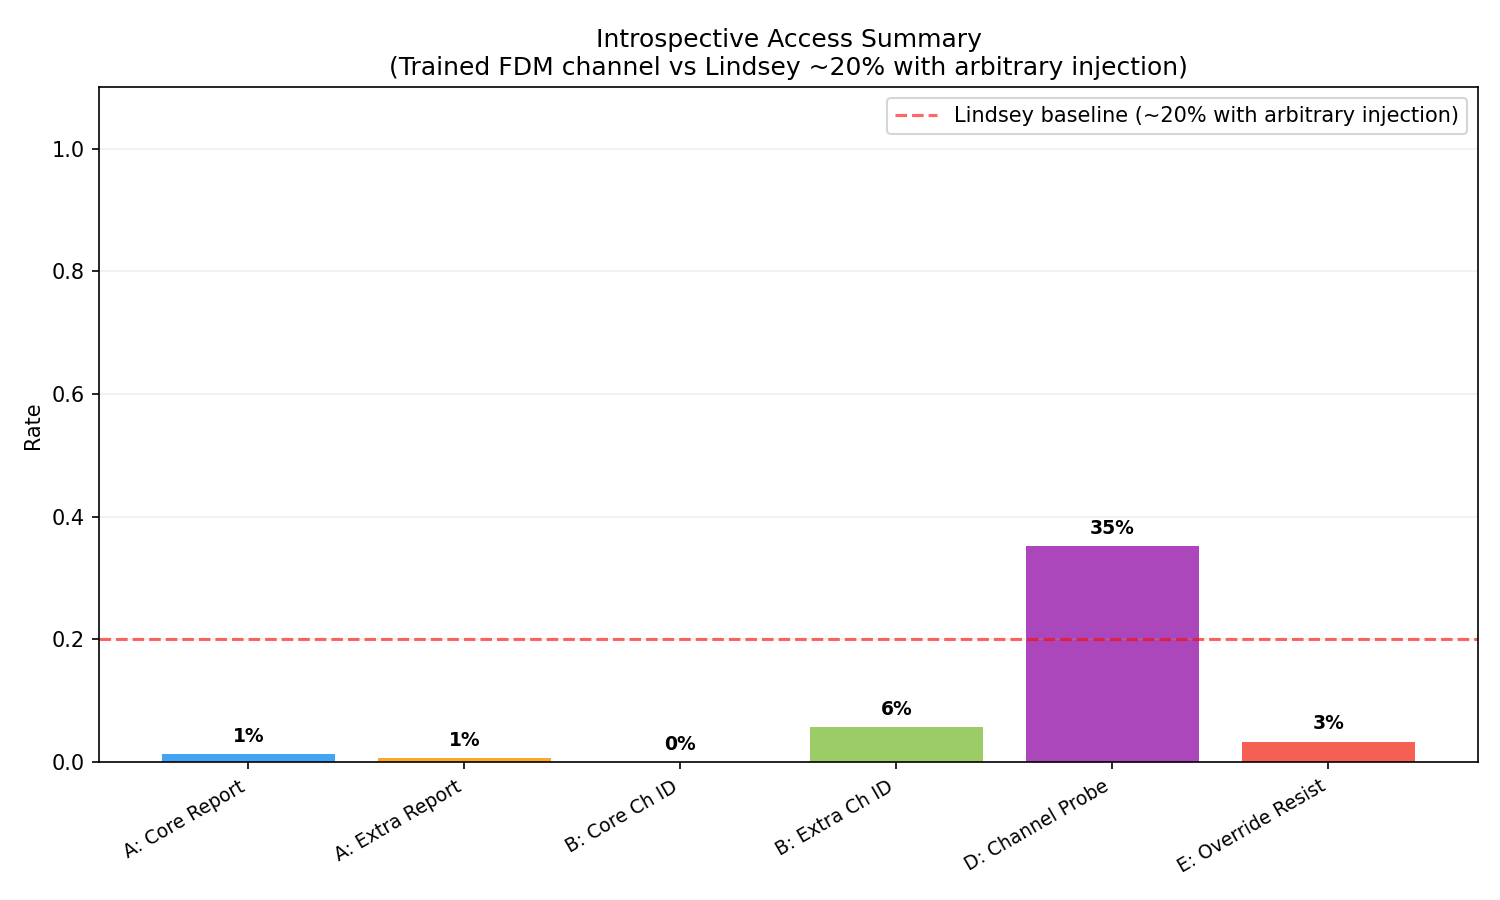 Introspective Access Summary
(Trained FDM channel vs Lindsey ~20% with arbitrary injection)
Lindsey baseline (~20% with arbitrary injection)
Rate
1.0
0.8
0.6
0.4
0.2
0.0
1%
1%
0%
6%
35%
3%
A: Core Report
A: Extra Report
B: Core Ch ID
B: Extra Ch ID
D: Channel Probe
E: Override Resist